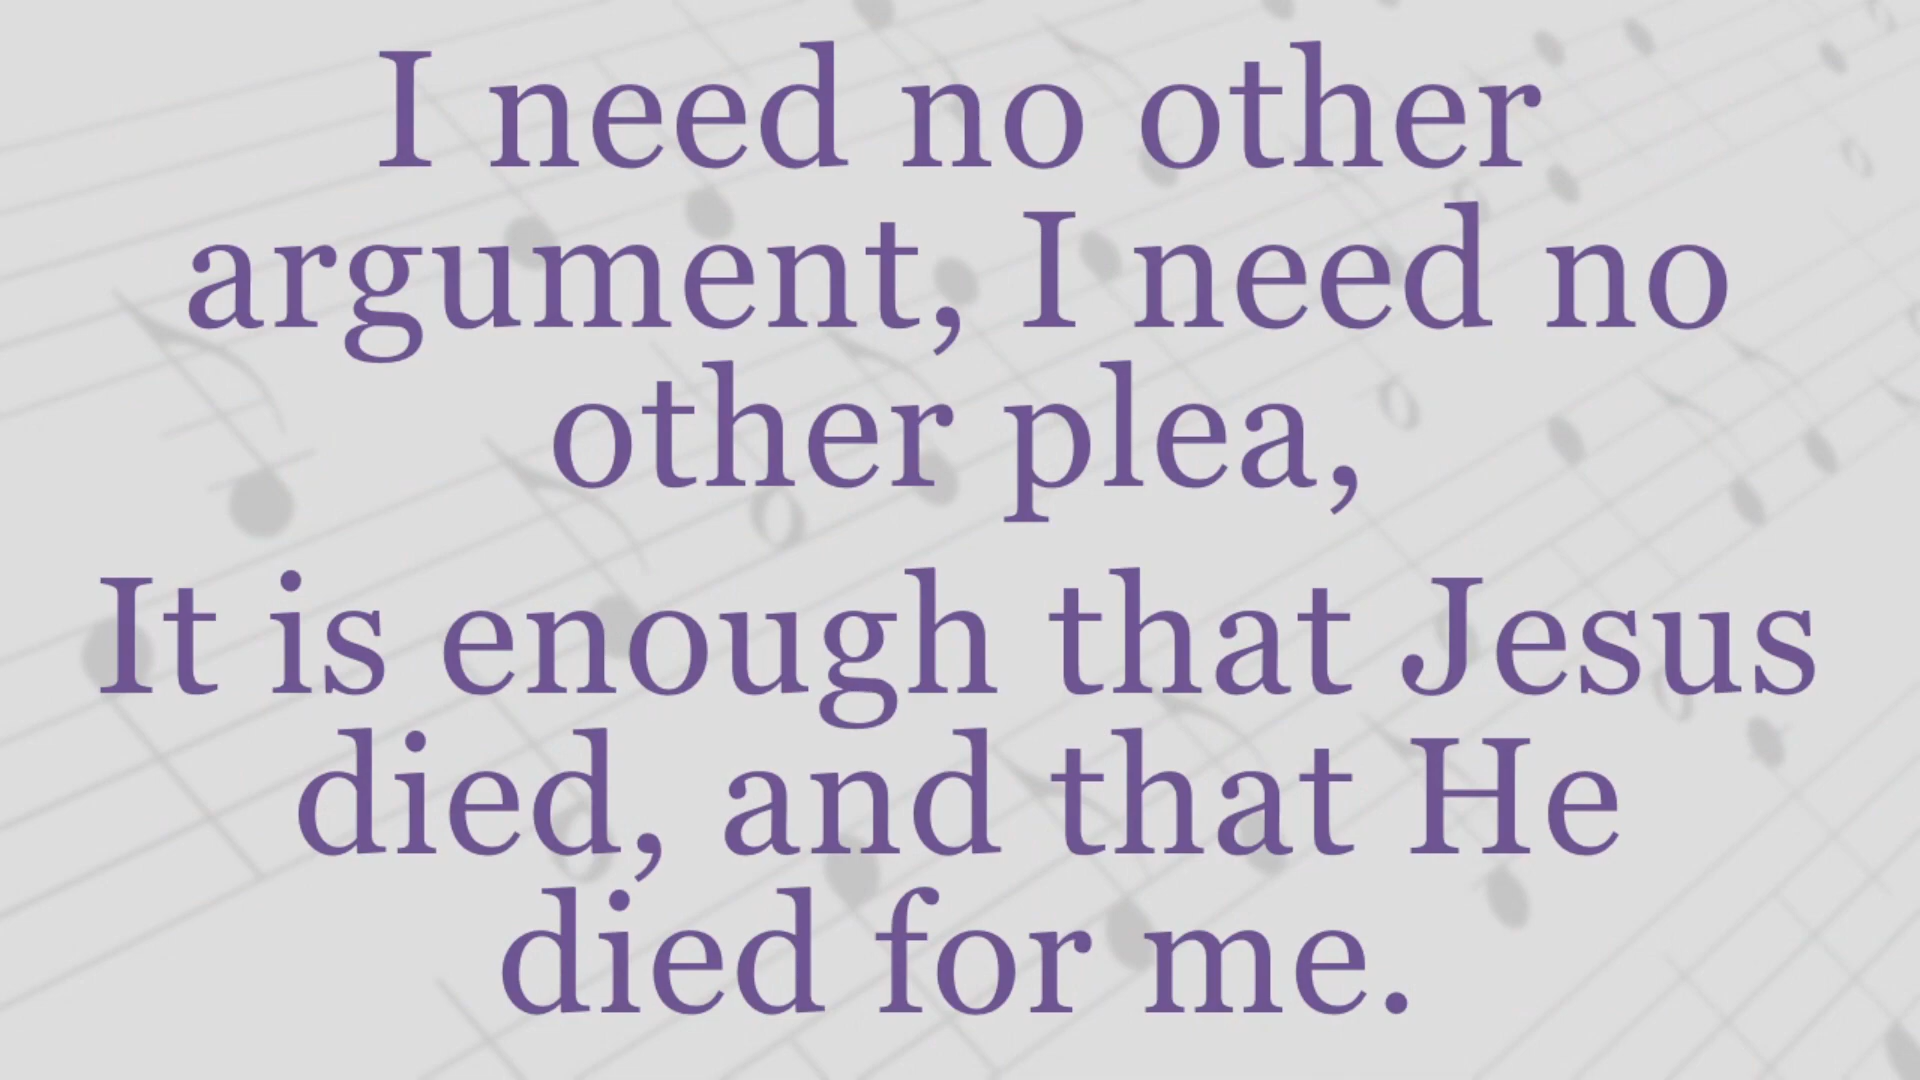 I need no other
argument, I need no
other plea,
It is enough that Jesus
died, and that He
died for me.